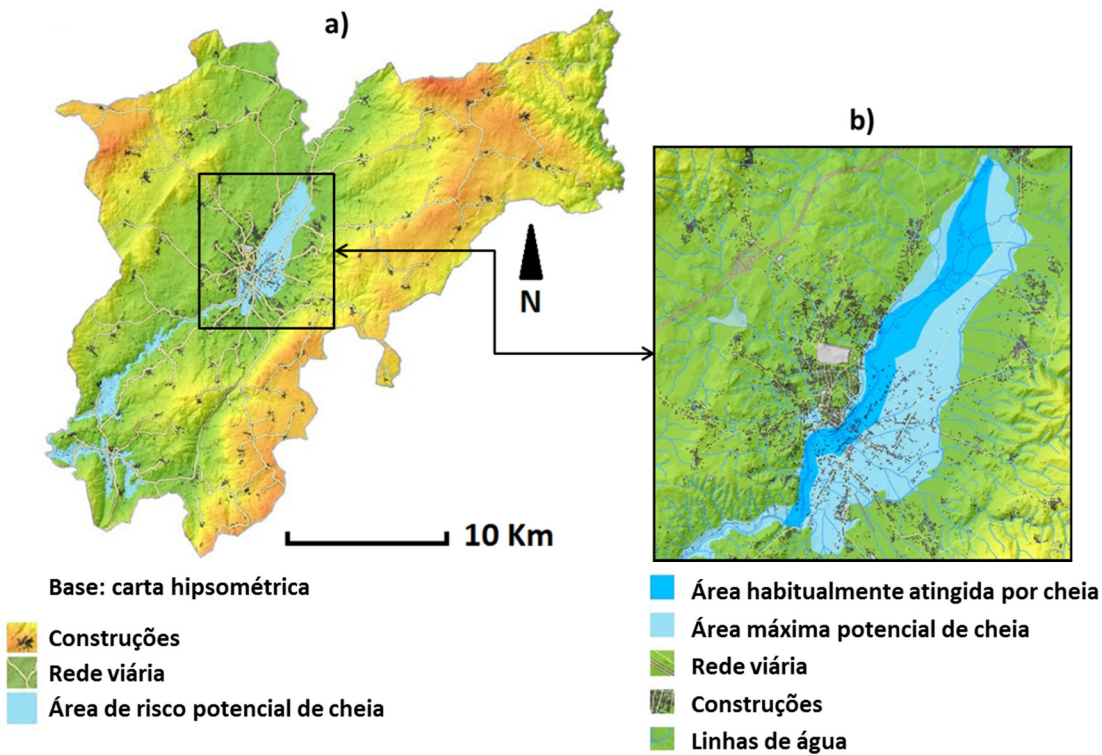 a)
b)
N
10 Km
Base: carta hipsométrica
Construções
Rede viária
Área de risco potencial de cheia
Área habitualmente atingida por cheia
Área máxima potencial de cheia
Rede viária
Construções
Linhas de água